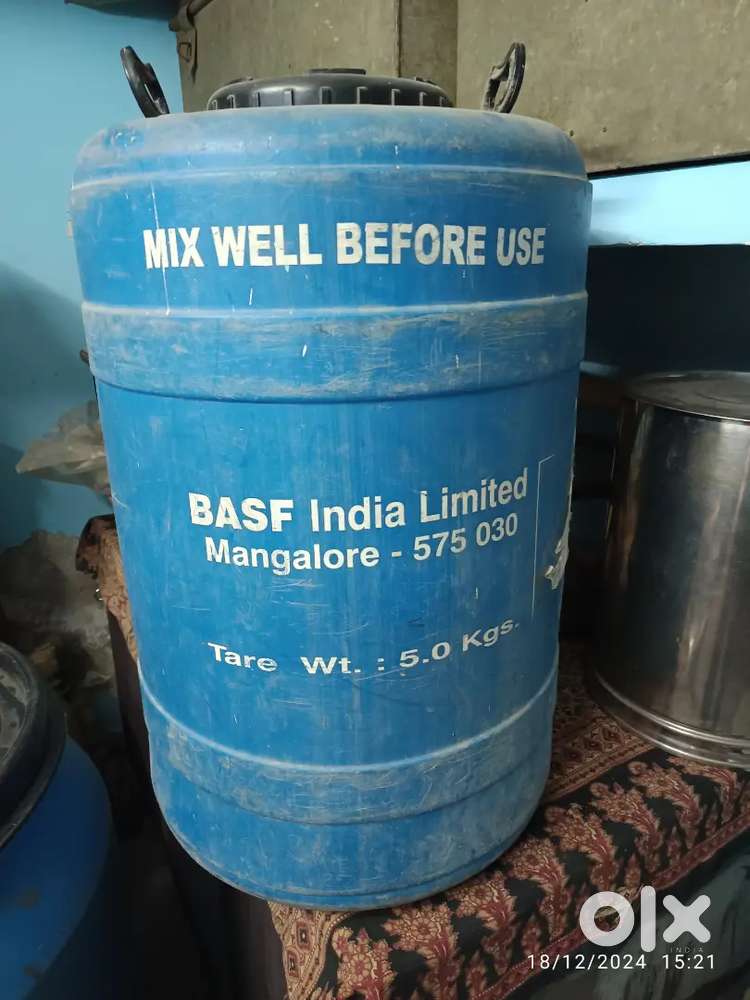 MIX WELL BEFORE USE
BASF India Limited
Mangalore - 575 030
Tare Wt. : 5.0 Kgs.
olx
INDIA
18/12/2024 15:21